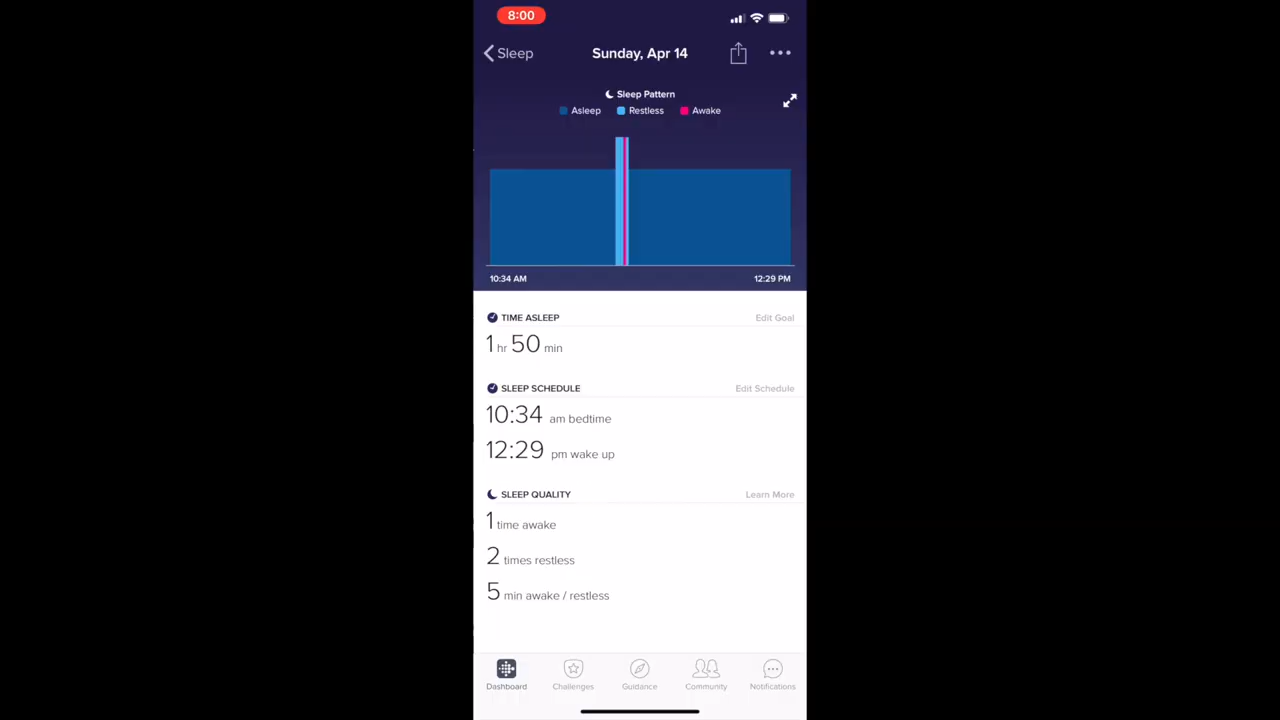 8:00
Sleep
Sunday, Apr 14
Sleep Pattern
Asleep Restless Awake
10:34 AM 12:29 PM
TIME ASLEEP Edit Goal
1 hr 50 min
SLEEP SCHEDULE Edit Schedule
10:34 am bedtime
12:29 pm wake up
SLEEP QUALITY Learn More
1 time awake
2 times restless
5 min awake / restless
Dashboard Challenges Guidance Community Notifications